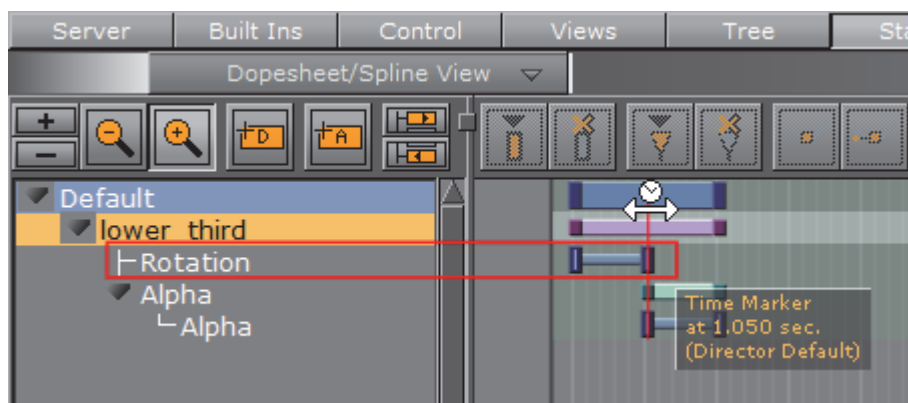 Server Built Ins Control Views Tree Sta
Dopesheet/Spline View
+ D A
−
Default
lower_third
Rotation
Alpha
Alpha
Time Marker
at 1.050 sec.
(Director Default)